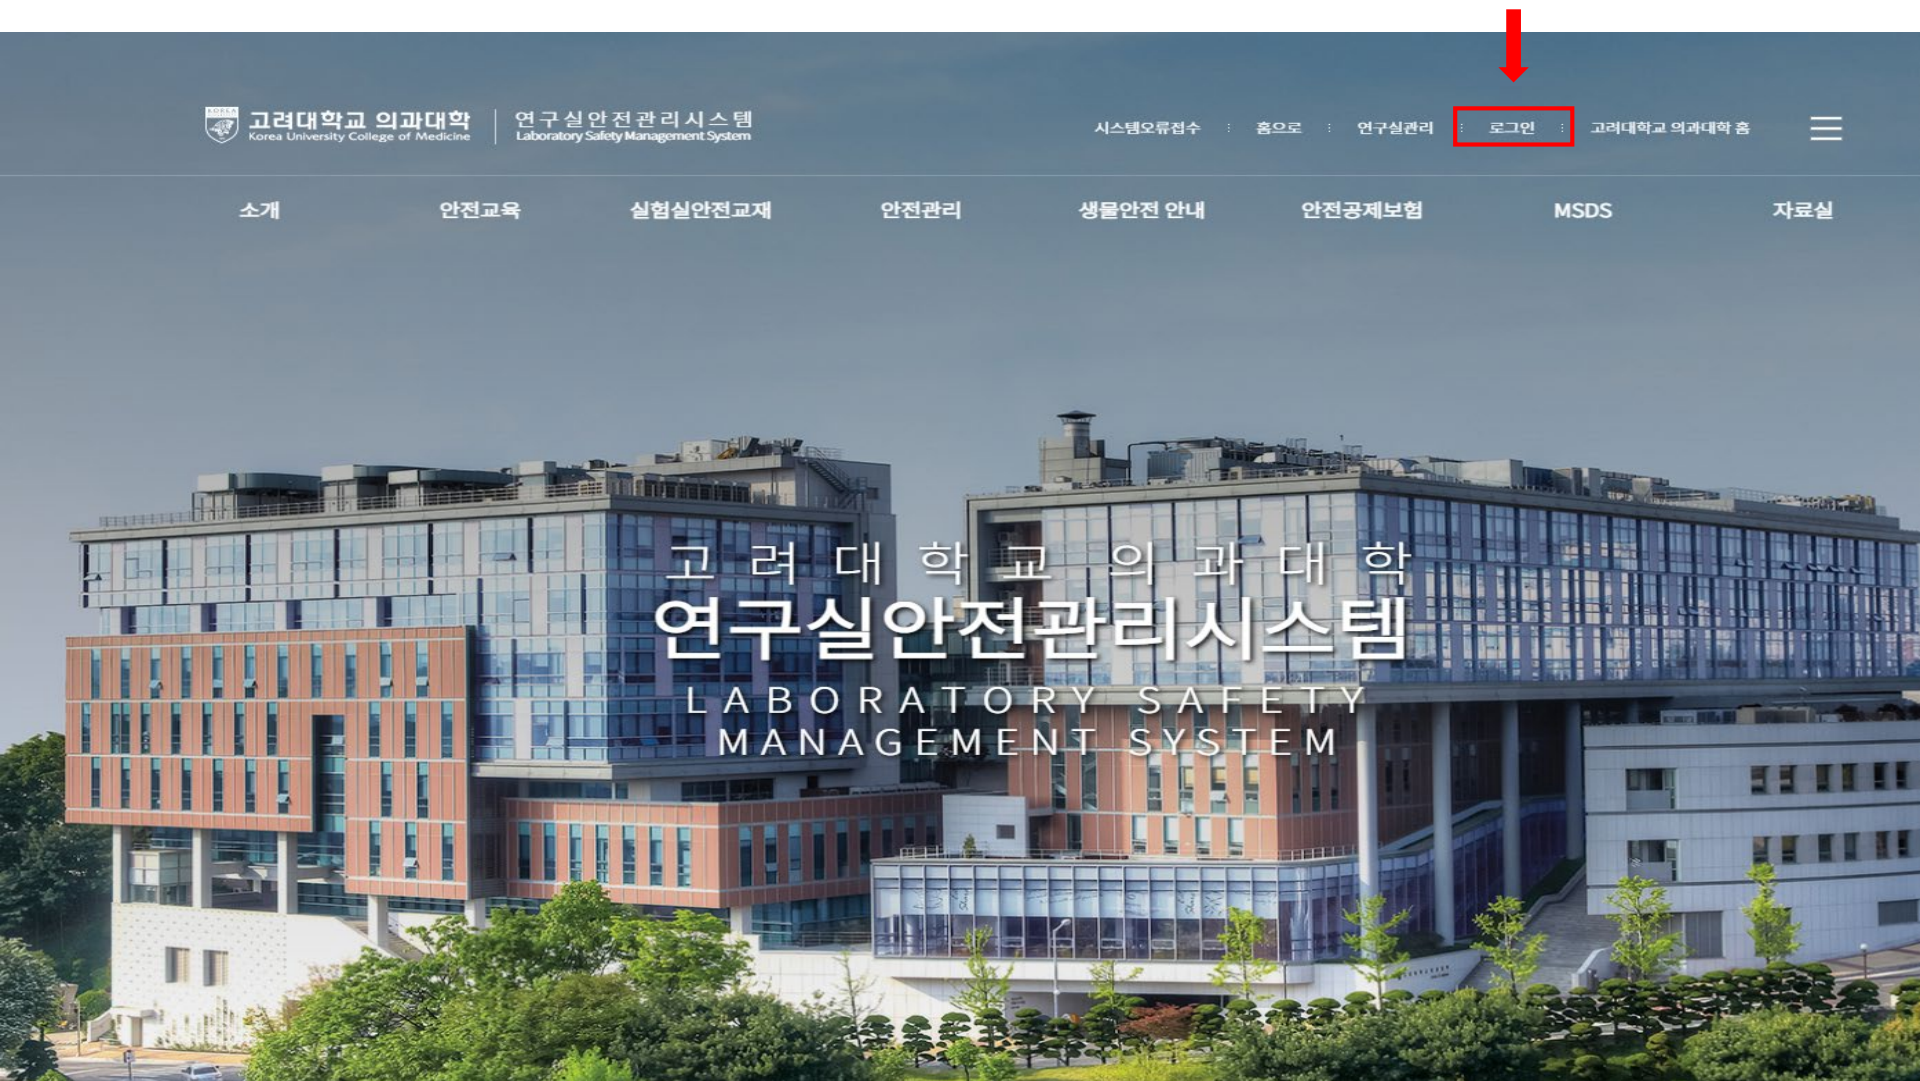 KOREA
고려대학교 의과대학
Korea University College of Medicine
연구실안전관리시스템
Laboratory Safety Management System
시스템오류접수 홈으로 연구실관리 로그인 고려대학교 의과대학 홈
소개 안전교육 실험실안전교재 안전관리 생물안전 안내 안전공제보험 MSDS 자료실
고려대학교 의과대학
연구실안전관리시스템
LABORATORY SAFETY
MANAGEMENT SYSTEM